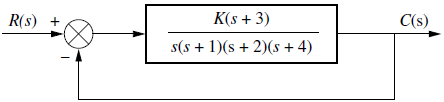 R(s) +
K(s + 3)
C(s)
s(s + 1)(s + 2)(s + 4)
−